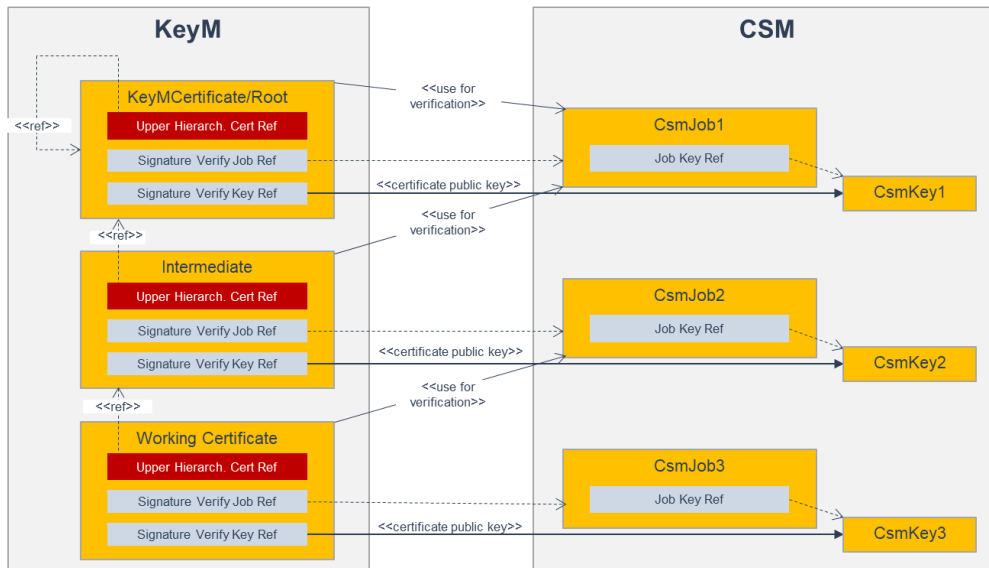 KeyM
CSM
KeyMCertificate/Root
Upper Hierarch. Cert Ref
Signature Verify Job Ref
Signature Verify Key Ref
<<ref>>
<<use for
verification>>
CsmJob1
Job Key Ref
<<certificate public key>>
CsmKey1
<<ref>>
<<use for
verification>>
Intermediate
Upper Hierarch. Cert Ref
Signature Verify Job Ref
Signature Verify Key Ref
CsmJob2
Job Key Ref
<<certificate public key>>
CsmKey2
<<ref>>
<<use for
verification>>
Working Certificate
Upper Hierarch. Cert Ref
Signature Verify Job Ref
Signature Verify Key Ref
CsmJob3
Job Key Ref
<<certificate public key>>
CsmKey3